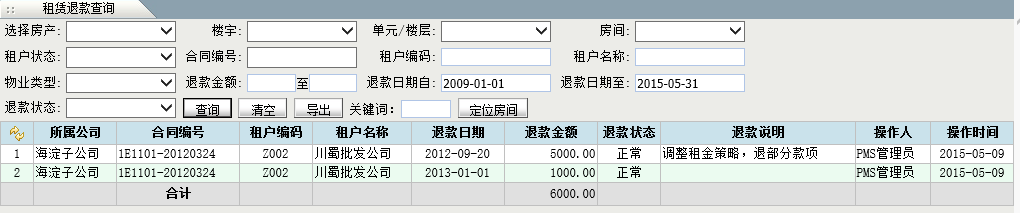 租赁退款查询
选择房产: 楼宇: 单元/楼层: 房间:
租户状态: 合同编号: 租户编码: 租户名称:
物业类型: 退款金额: 至 退款日期自: 2009-01-01 退款日期至: 2015-05-31
退款状态: 查询 清空 导出 关键词: 定位房间
所属公司 合同编号 租户编码 租户名称 退款日期 退款金额 退款状态 退款说明 操作人 操作时间
1 海淀子公司 1E1101-20120324 Z002 川蜀批发公司 2012-09-20 5000.00 正常 调整租金策略，退部分款项 PMS管理员 2015-05-09
2 海淀子公司 1E1101-20120324 Z002 川蜀批发公司 2013-01-01 1000.00 正常 PMS管理员 2015-05-09
合计 6000.00